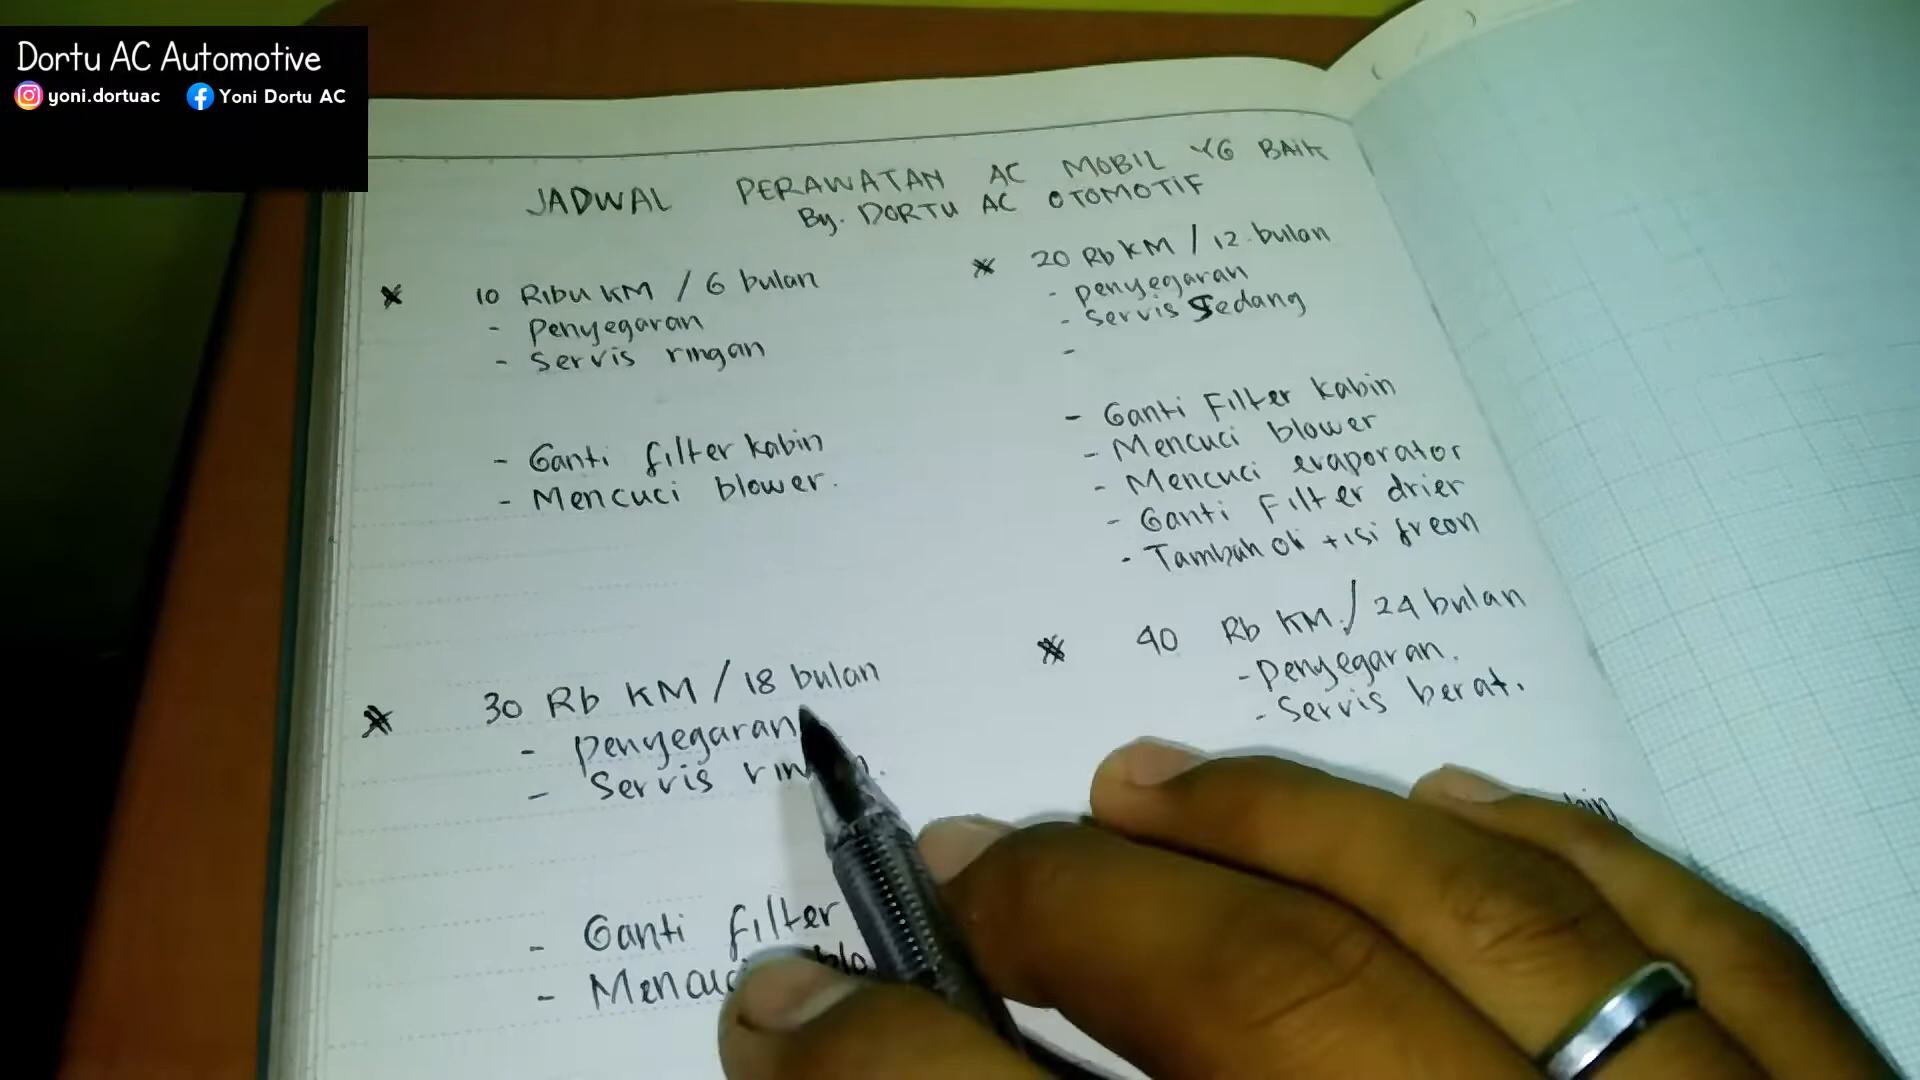 Dortu AC Automotive
yoni.dortuac Yoni Dortu AC
JADWAL PERAWATAN AC MOBIL YG BAIK
By. DORTU AC OTOMOTIF
* 10 Ribu KM / 6 bulan
- Penyegaran
- Servis ringan
- Ganti filter kabin
- Mencuci blower.
* 20 Rb KM / 12 bulan
- penyegaran
- Servis Sedang
-
- Ganti Filter kabin
- Mencuci blower
- Mencuci evaporator
- Ganti Filter drier
- Tambah Oli + isi freon
* 30 Rb KM / 18 bulan
- penyegaran
- Servis
- Ganti filter
-
* 40 Rb KM / 24 bulan
- penyegaran.
- Servis berat.